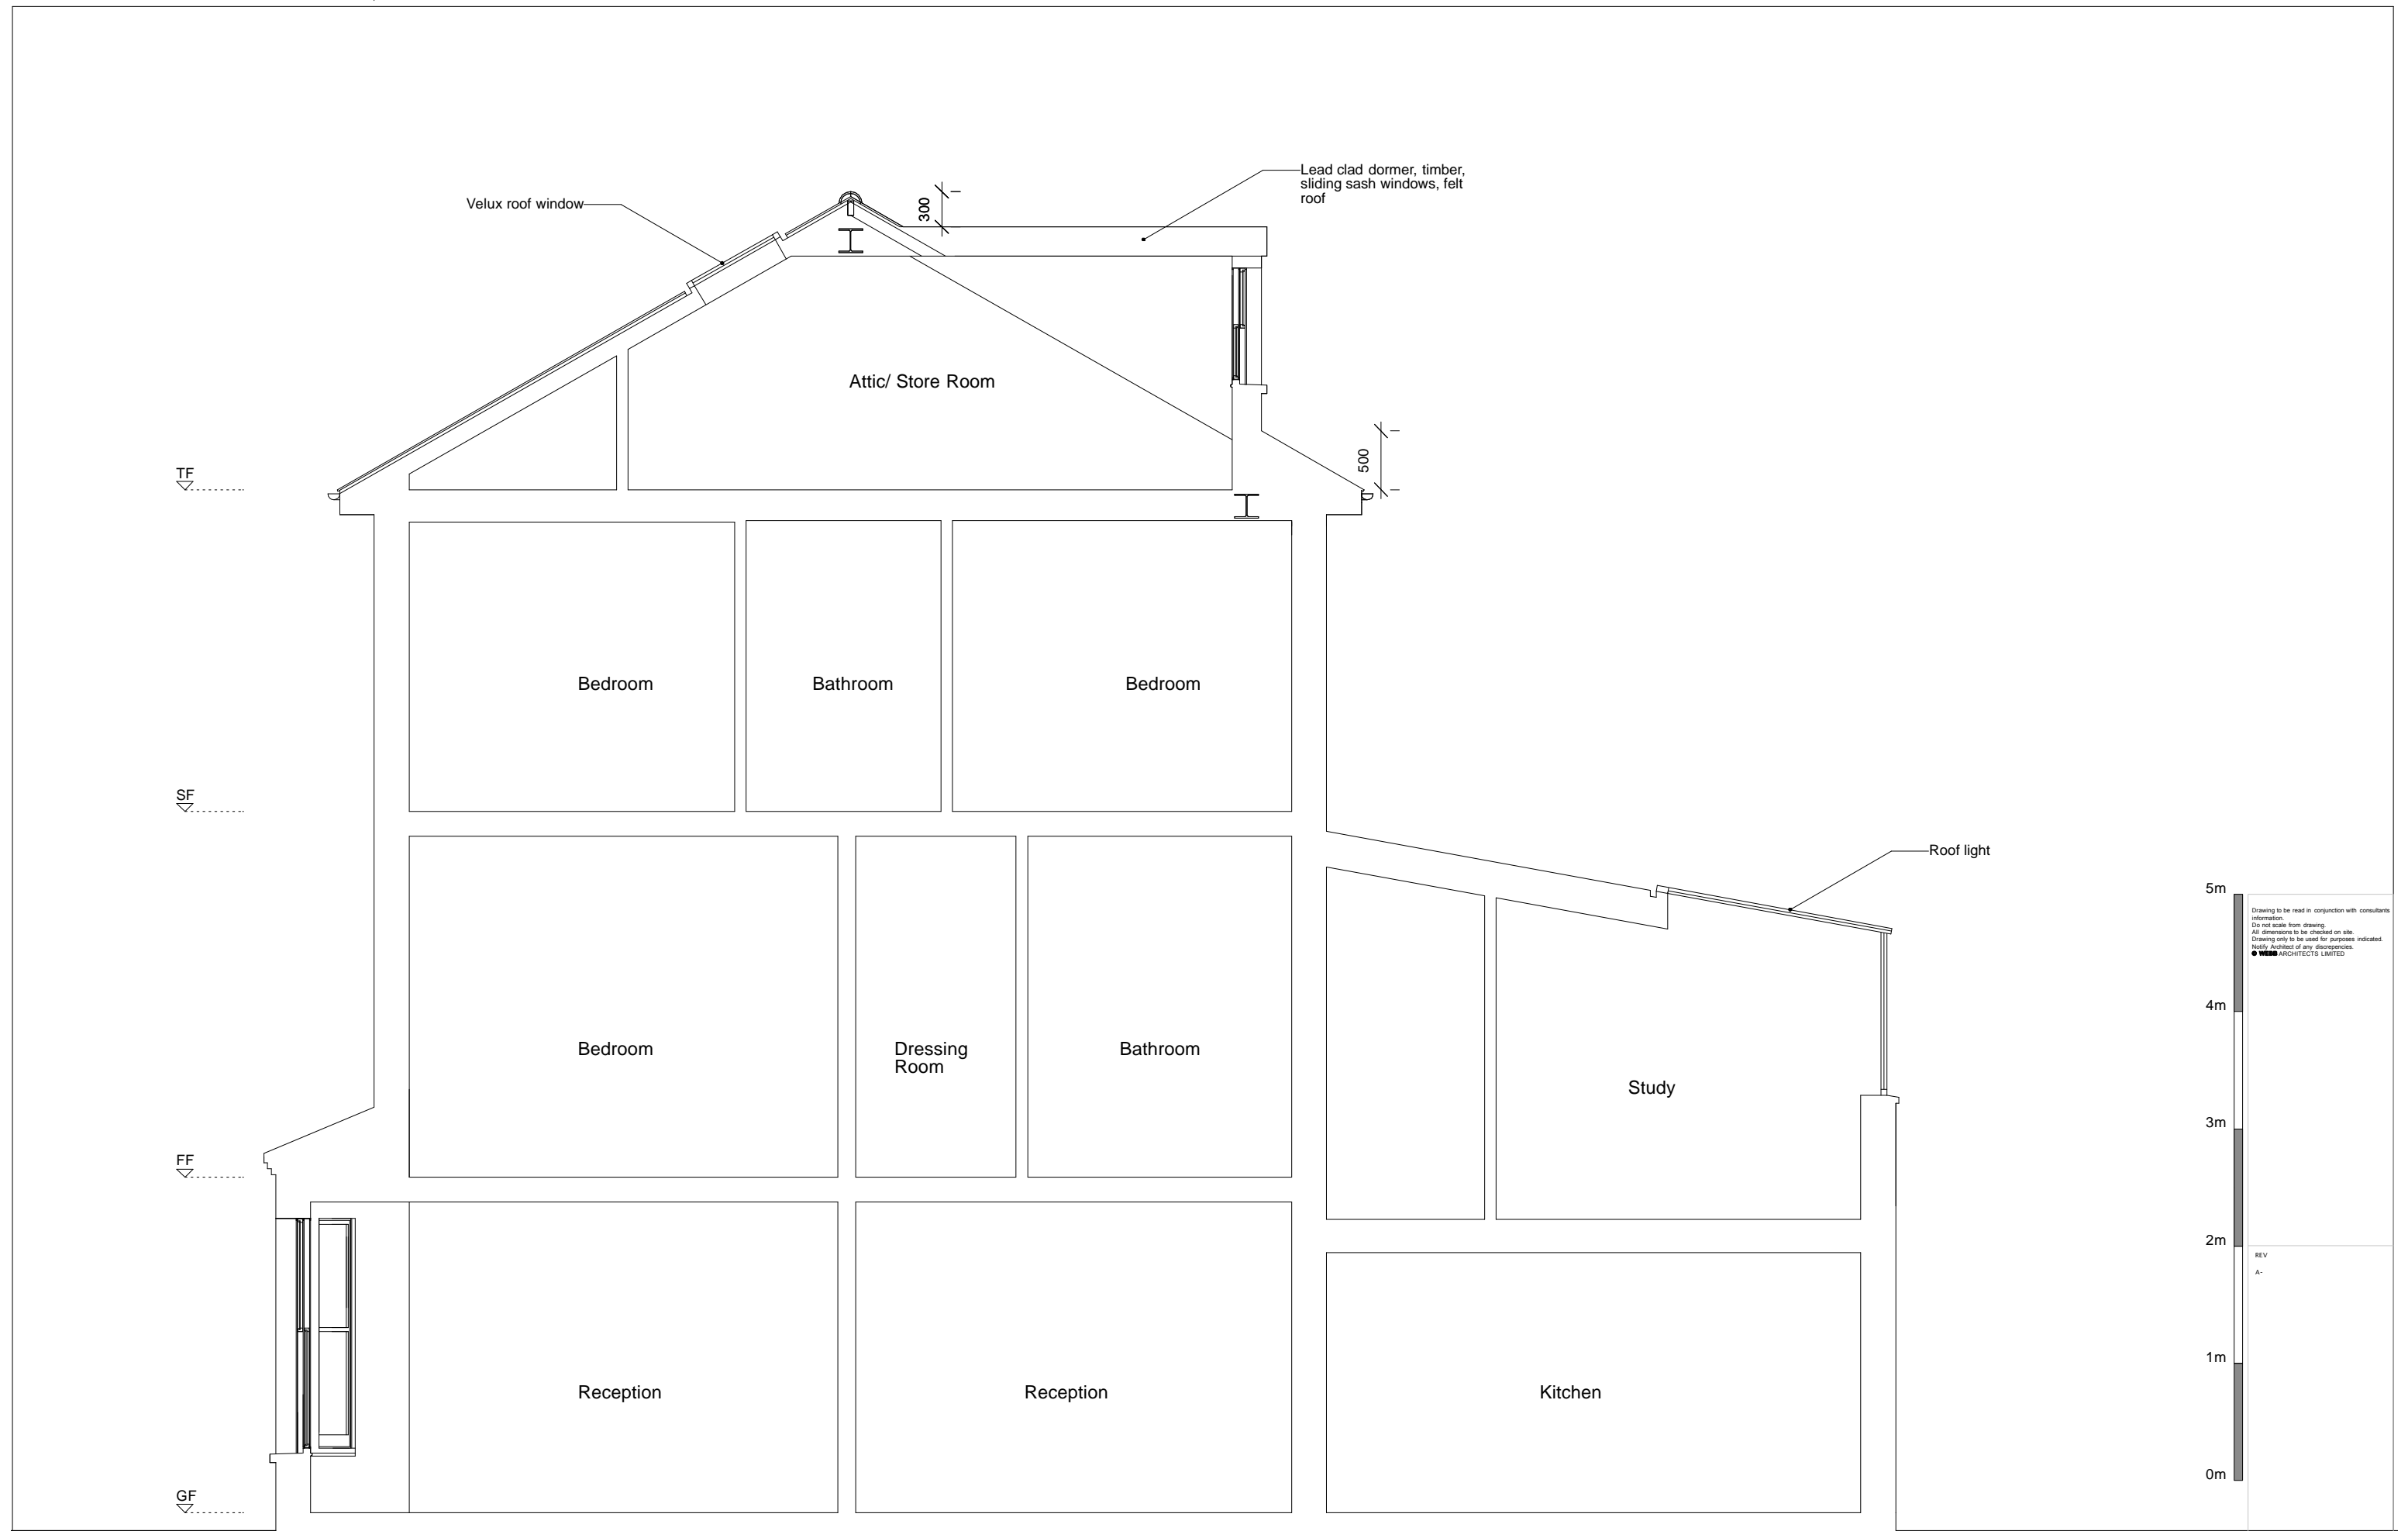 Lead clad dormer, timber,
sliding sash windows, felt
roof
Velux roof window
300
Attic/ Store Room
500
TF
Bedroom
Bathroom
Bedroom
SF
Roof light
Bedroom
Dressing
Room
Bathroom
Study
FF
Reception
Reception
Kitchen
GF
5m
4m
3m
2m
1m
0m
Drawing to be read in conjunction with consultants
information.
Do not scale from drawing.
All dimensions to be checked on site.
Drawing only to be used for purposes indicated.
Notify Architect of any discrepencies.
WEBB ARCHITECTS LIMITED
REV
A-